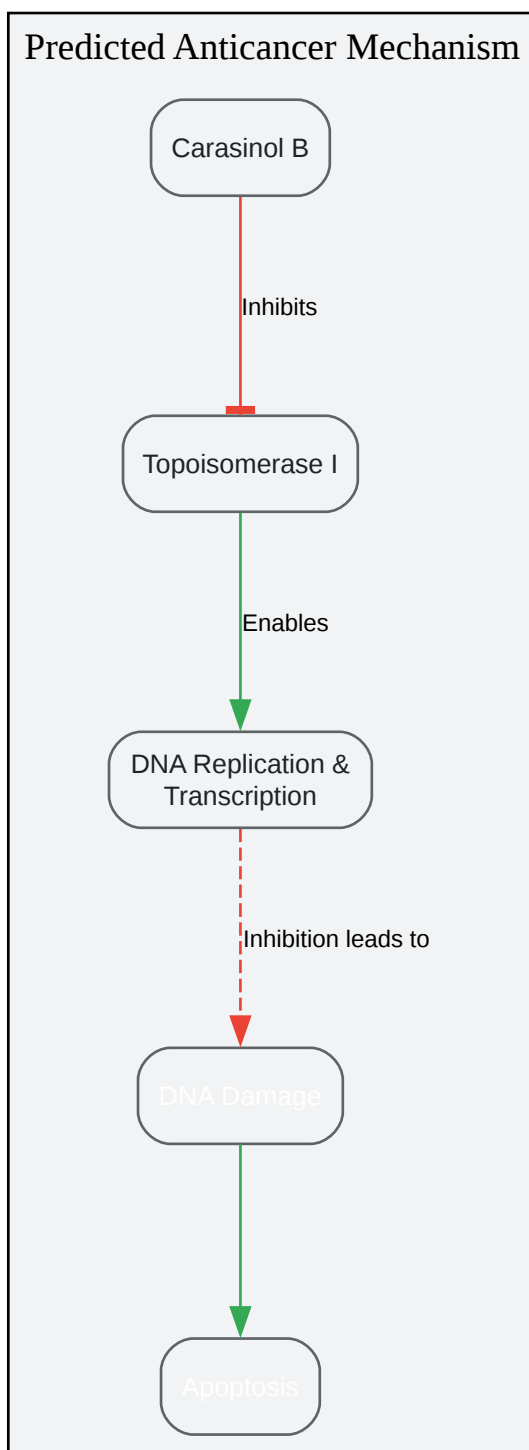 Predicted Anticancer Mechanism
Carasinol B
Inhibits
Topoisomerase I
Enables
DNA Replication &
Transcription
Inhibition leads to
DNA Damage
Apoptosis